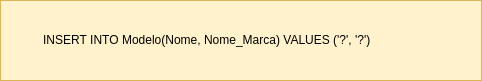 INSERT INTO Modelo(Nome, Nome_Marca) VALUES ('?', '?')